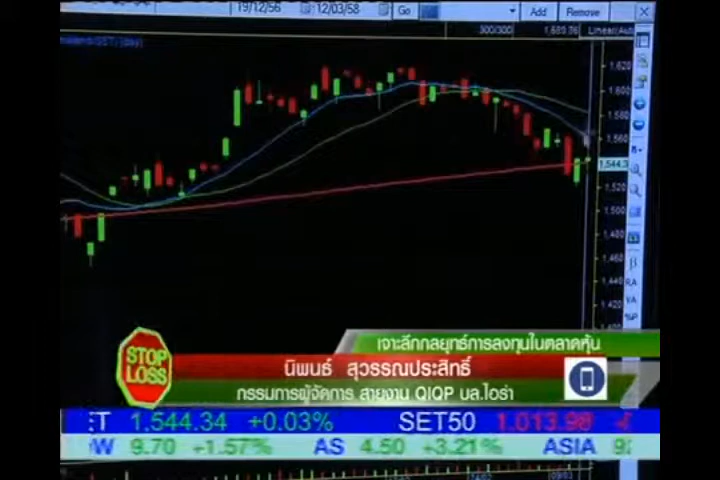 19/12/56 12/03/58 Go Add Remove
300/300
1,620
1,600
1,580
1,560
1,544.3
1,520
1,500
1,480
1,460
1,440
1,420
1,400
RA
VA
เจาะลึกกลยุทธ์การลงทุนในตลาดหุ้น
STOP
LOSS
นิพนธ์ สุวรรณประสิทธิ์
กรรมการผู้จัดการ สายงาน QIQP บล.ไอร่า
ET 1,544.34 +0.03% SET50 1,013.98
W 9.70 +1.57% AS 4.50 +3.21% ASIA